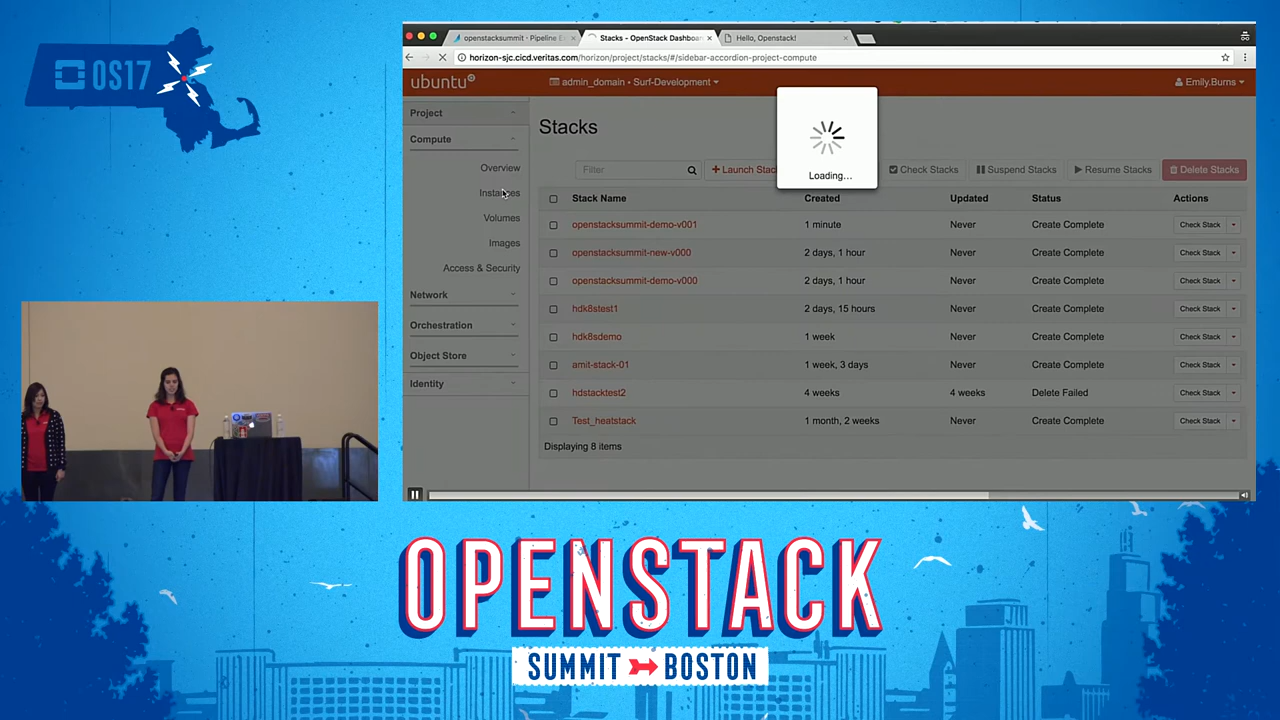 OS17
openstacksummit · Pipeline E
Stacks - OpenStack Dashboa
Hello, Openstack!
horizon-sjc.cicd.veritas.com/horizon/project/stacks/#/sidebar-accordion-project-compute
ubuntu
admin_domain • Surf-Development
Emily.Burns
Project
Compute
Overview
Instances
Volumes
Images
Access & Security
Network
Orchestration
Object Store
Identity
Stacks
Filter
+ Launch Stac
Check Stacks
Suspend Stacks
Resume Stacks
Delete Stacks
Loading...
Stack Name Created Updated Status Actions
openstacksummit-demo-v001 1 minute Never Create Complete Check Stack
openstacksummit-new-v000 2 days, 1 hour Never Create Complete Check Stack
openstacksummit-demo-v000 2 days, 1 hour Never Create Complete Check Stack
hdk8stest1 2 days, 15 hours Never Create Complete Check Stack
hdk8sdemo 1 week Never Create Complete Check Stack
amit-stack-01 1 week, 3 days Never Create Complete Check Stack
hdstacktest2 4 weeks 4 weeks Delete Failed Check Stack
Test_heatstack 1 month, 2 weeks Never Create Complete Check Stack
Displaying 8 items
OPENSTACK
SUMMIT BOSTON